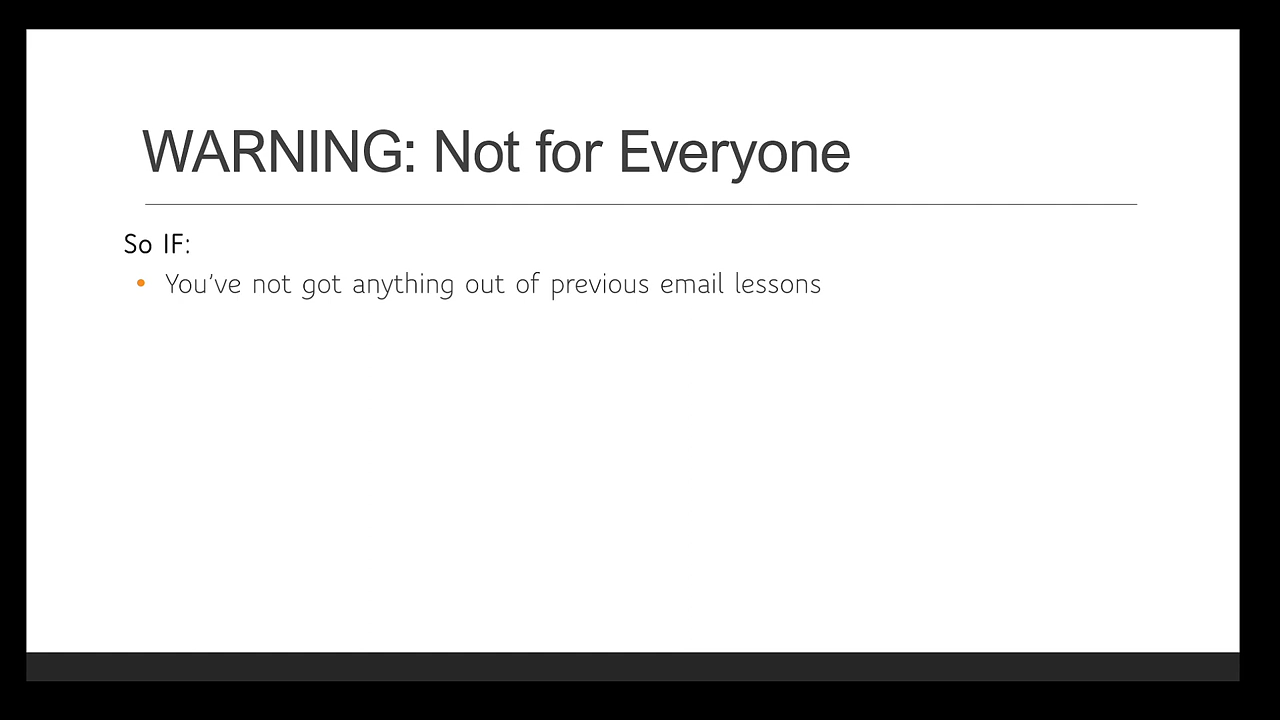 WARNING: Not for Everyone
So IF:
• You’ve not got anything out of previous email lessons